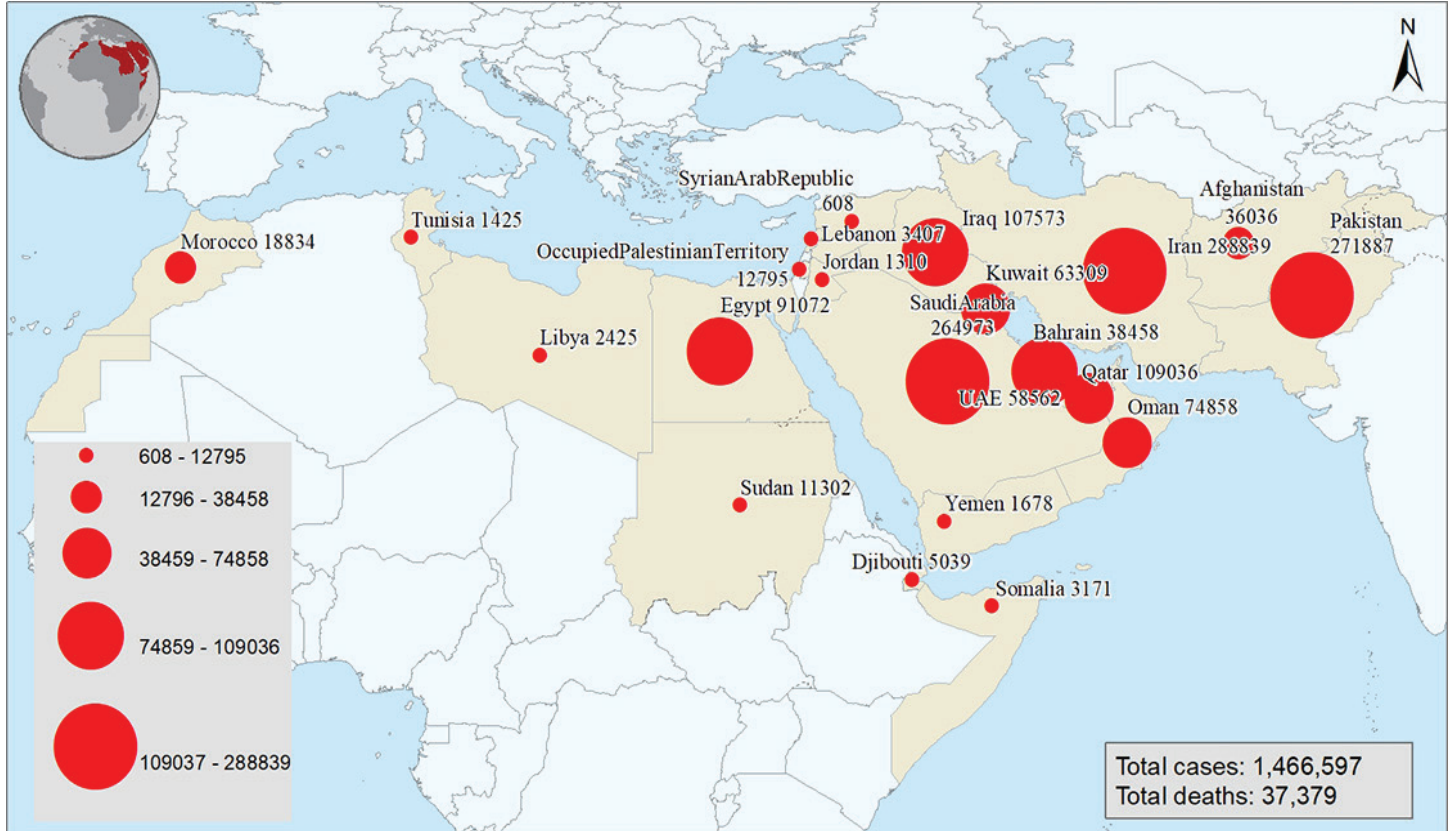 N
SyrianArabRepublic
608
Afghanistan
36036
Pakistan
271887
Tunisia 1425
Iraq 107573
Morocco 18834
Lebanon 3407
Iran 288839
OccupiedPalestinianTerritory
12795
Jordan 1310
Kuwait 63309
Egypt 91072
SaudiArabia
264973
Libya 2425
Bahrain 38458
Qatar 109036
UAE 58562
Oman 74858
608 - 12795
12796 - 38458
38459 - 74858
74859 - 109036
109037 - 288839
Sudan 11302
Yemen 1678
Djibouti 5039
Somalia 3171
Total cases: 1,466,597
Total deaths: 37,379